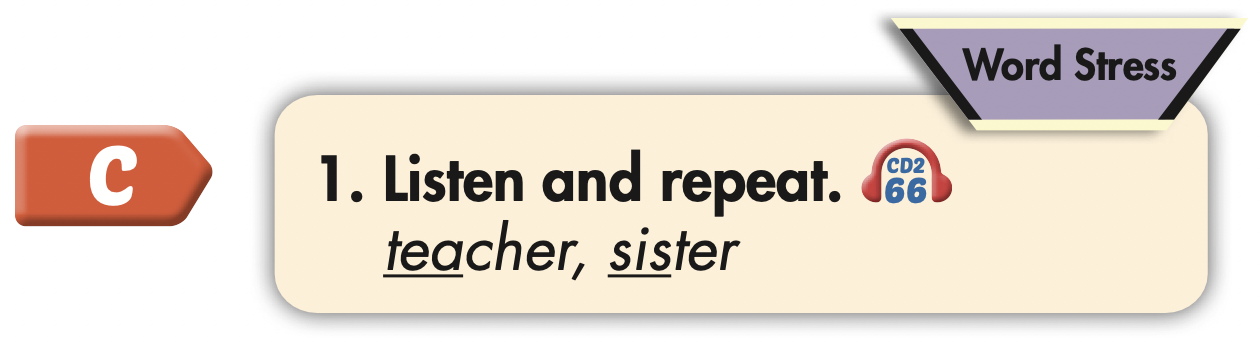 Word Stress
C
1. Listen and repeat. CD2 66
teacher, sister